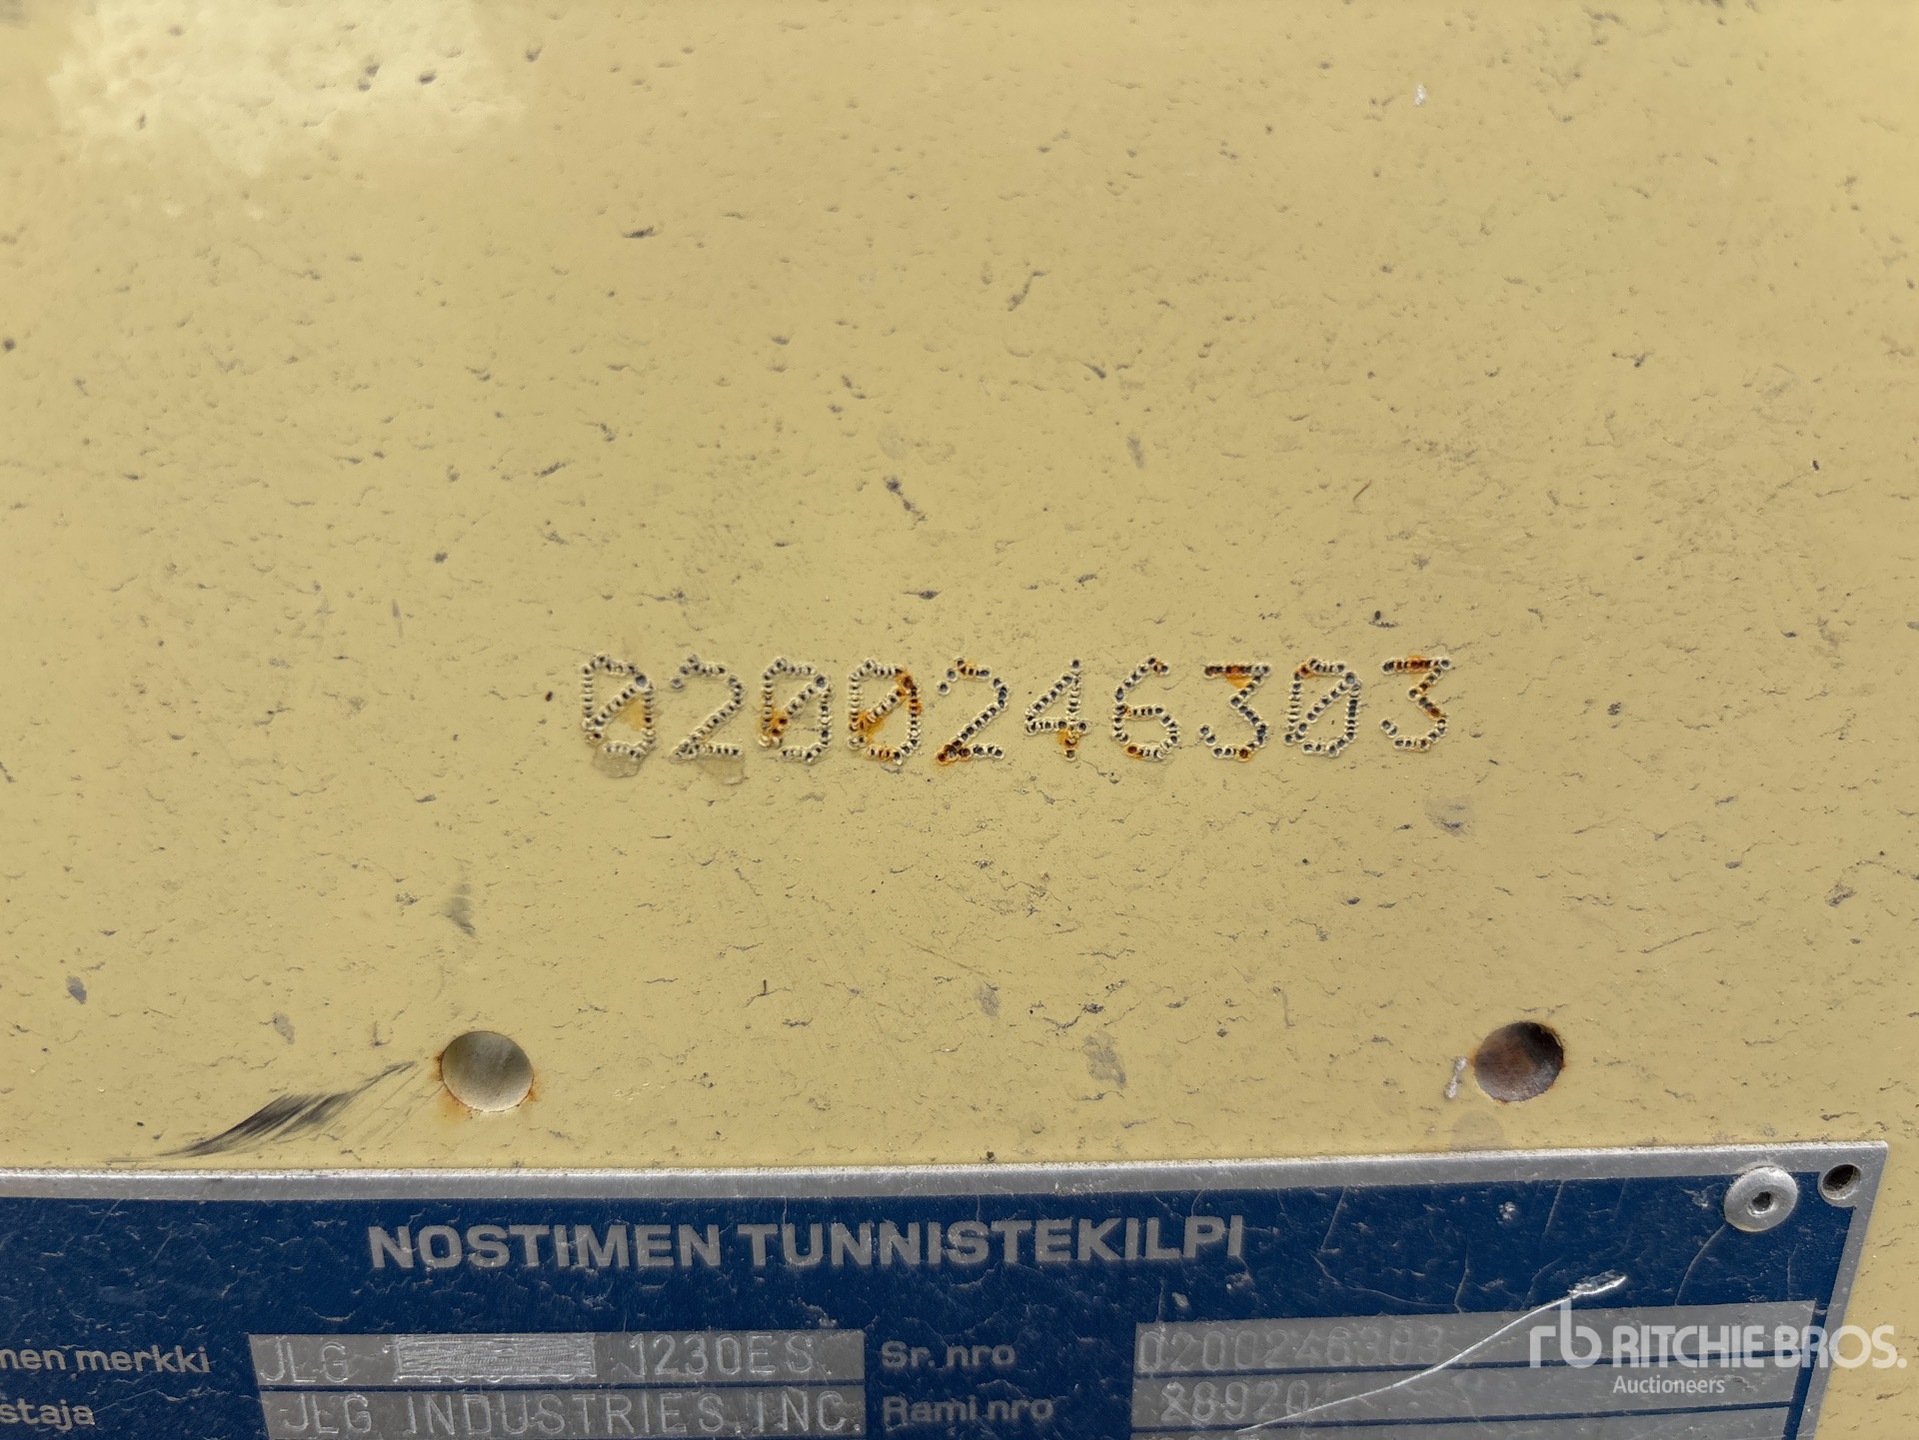 0200246303
NOSTIMEN TUNNISTEKILPI
men merkki JLG 1230ES Sr. nro 0200246303
staja JLG INDUSTRIES, INC. Rami nro 28920
rb RITCHIE BROS.
Auctioneers